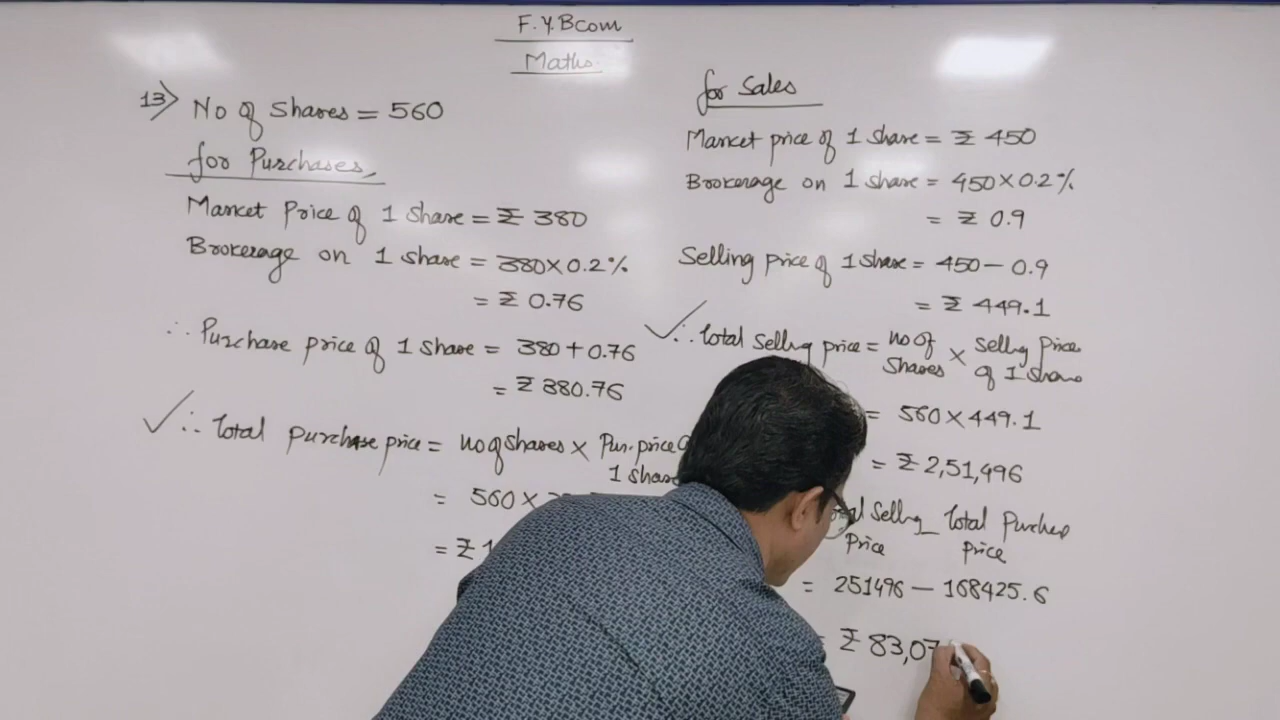 F.Y.Bcom
Maths.
13> No of Shares = 560
for Purchases,
Market Price of 1 Share = ₹ 380
Brokerage on 1 share = 380×0.2%
= ₹ 0.76
∴ Purchase price of 1 share = 380+0.76
= ₹ 380.76
✓∴ Total purchase price = no of shares × Pur. price
1 share
= 560×
= ₹ 1
for Sales
Market price of 1 share = ₹ 450
Brokerage on 1 share = 450×0.2%
= ₹ 0.9
Selling price of 1 share = 450 - 0.9
= ₹ 449.1
✓∴ Total selling price = no of Shares × selling price of 1 share
= 560×449.1
= ₹ 2,51,496
Selling Price - Total Purchase price
= 251496 - 168425.6
= ₹ 83,07